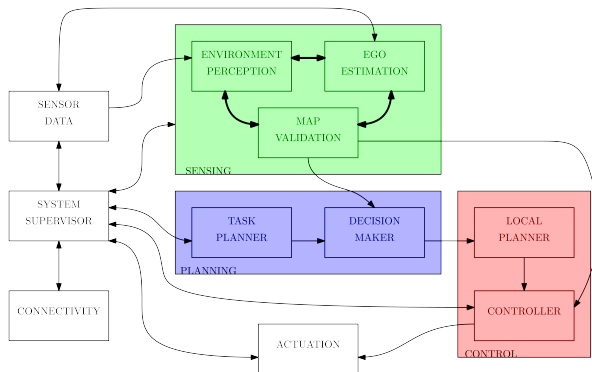 ENVIRONMENT
PERCEPTION
EGO
ESTIMATION
SENSOR
DATA
MAP
VALIDATION
SENSING
SYSTEM
SUPERVISOR
TASK
PLANNER
DECISION
MAKER
LOCAL
PLANNER
PLANNING
CONNECTIVITY
CONTROLLER
ACTUATION
CONTROL